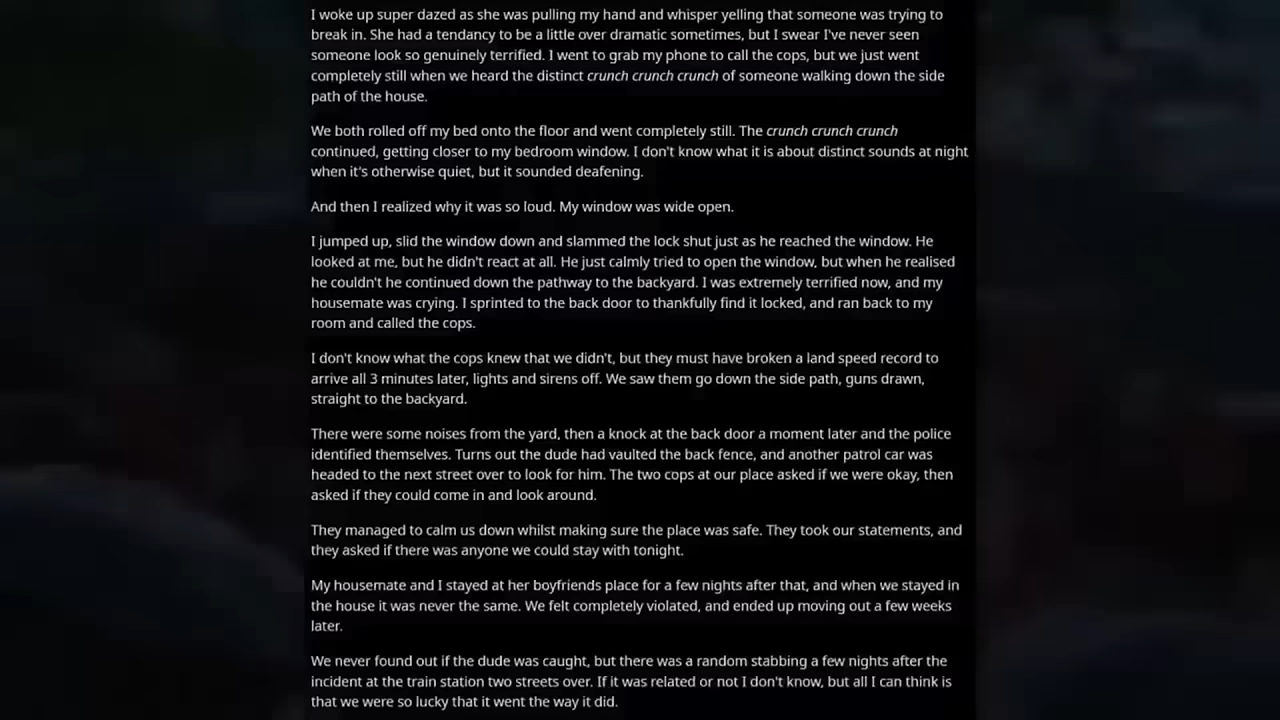 I woke up super dazed as she was pulling my hand and whisper yelling that someone was trying to
break in. She had a tendancy to be a little over dramatic sometimes, but I swear I've never seen
someone look so genuinely terrified. I went to grab my phone to call the cops, but we just went
completely still when we heard the distinct crunch crunch crunch of someone walking down the side
path of the house.
We both rolled off my bed onto the floor and went completely still. The crunch crunch crunch
continued, getting closer to my bedroom window. I don't know what it is about distinct sounds at night
when it's otherwise quiet, but it sounded deafening.
And then I realized why it was so loud. My window was wide open.
I jumped up, slid the window down and slammed the lock shut just as he reached the window. He
looked at me, but he didn't react at all. He just calmly tried to open the window, but when he realised
he couldn't he continued down the pathway to the backyard. I was extremely terrified now, and my
housemate was crying. I sprinted to the back door to thankfully find it locked, and ran back to my
room and called the cops.
I don't know what the cops knew that we didn't, but they must have broken a land speed record to
arrive all 3 minutes later, lights and sirens off. We saw them go down the side path, guns drawn,
straight to the backyard.
There were some noises from the yard, then a knock at the back door a moment later and the police
identified themselves. Turns out the dude had vaulted the back fence, and another patrol car was
headed to the next street over to look for him. The two cops at our place asked if we were okay, then
asked if they could come in and look around.
They managed to calm us down whilst making sure the place was safe. They took our statements, and
they asked if there was anyone we could stay with tonight.
My housemate and I stayed at her boyfriends place for a few nights after that, and when we stayed in
the house it was never the same. We felt completely violated, and ended up moving out a few weeks
later.
We never found out if the dude was caught, but there was a random stabbing a few nights after the
incident at the train station two streets over. If it was related or not I don't know, but all I can think is
that we were so lucky that it went the way it did.